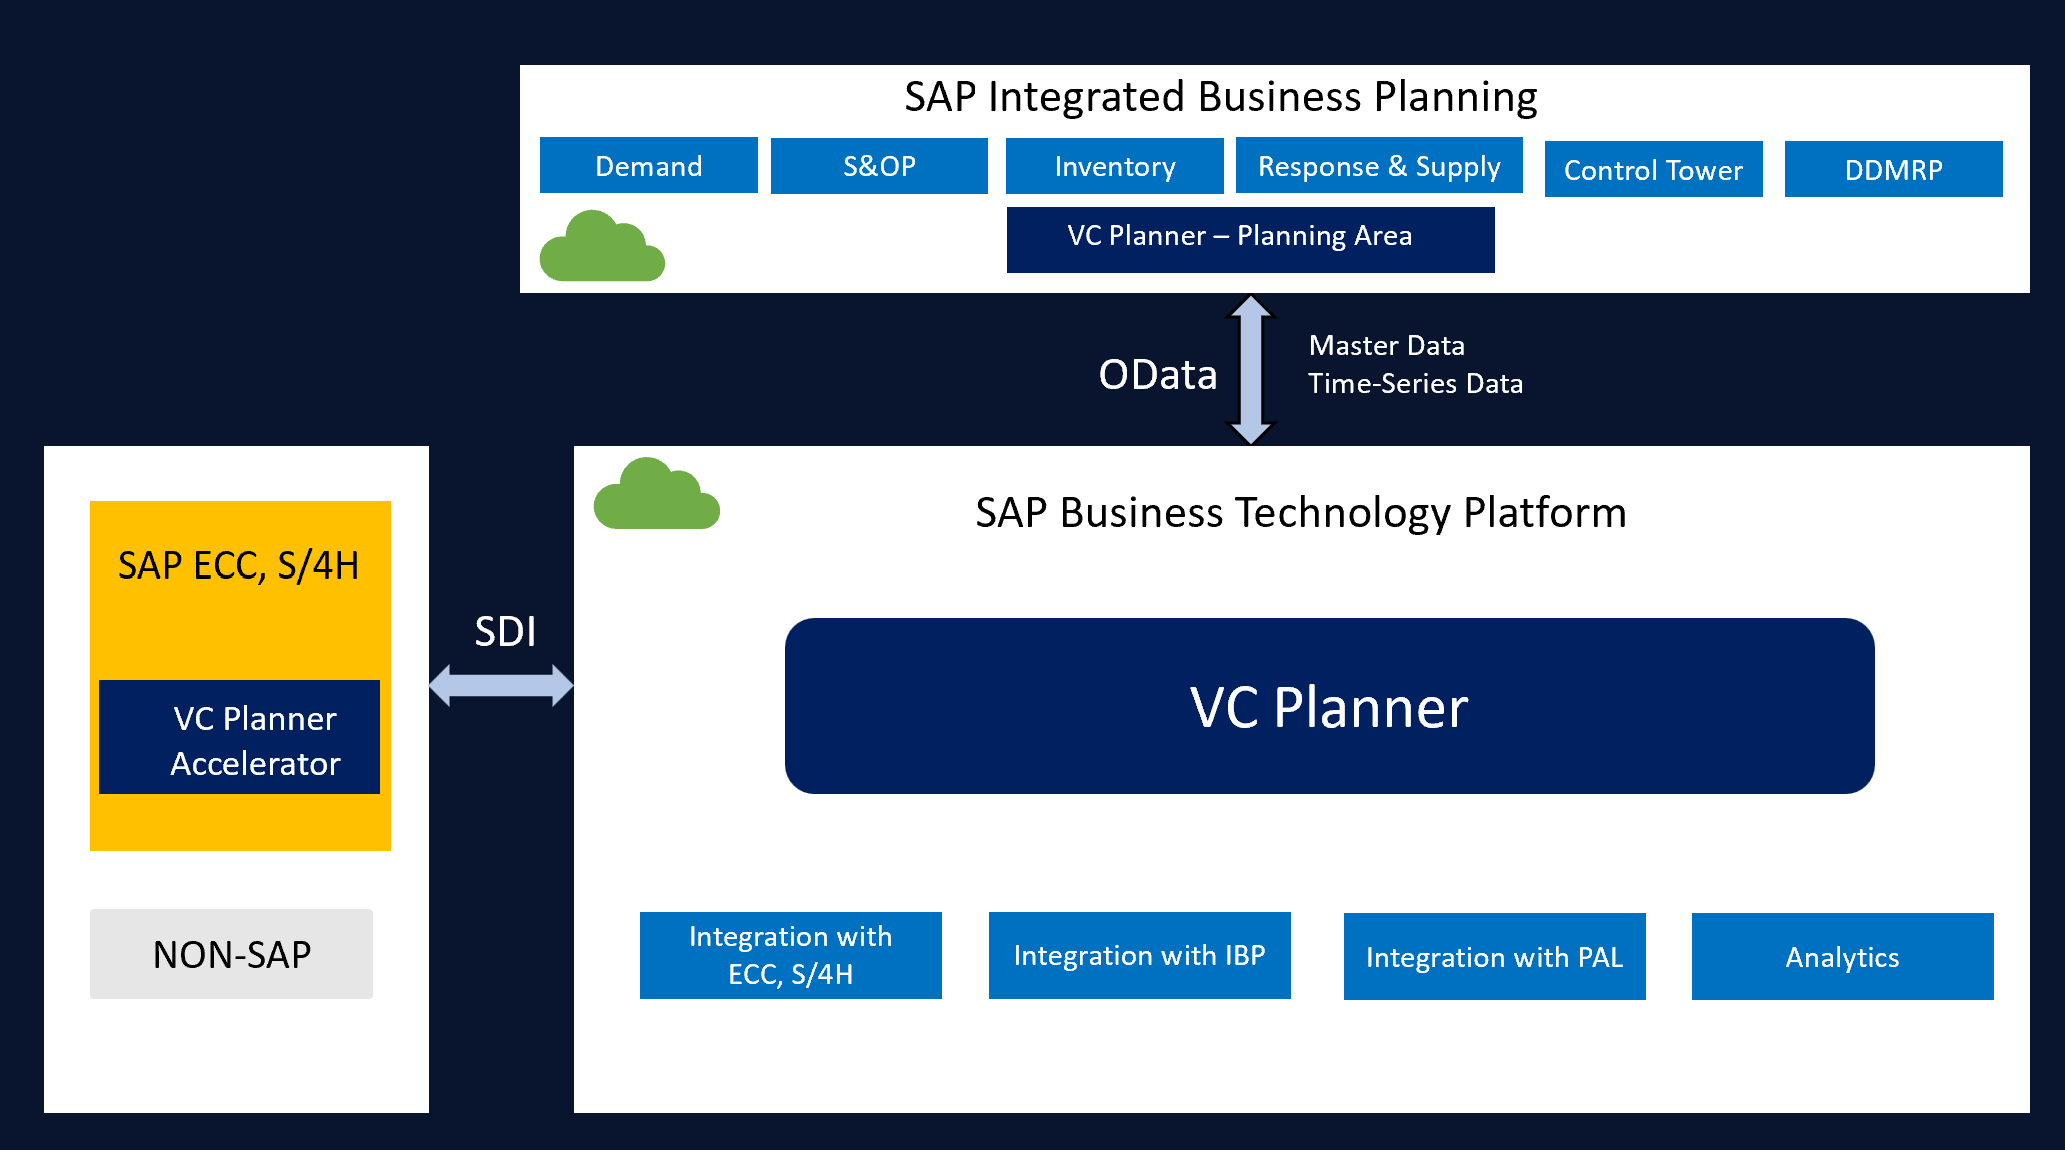 SAP Integrated Business Planning
Demand
S&OP
Inventory
Response & Supply
Control Tower
DDMRP
VC Planner – Planning Area
OData
Master Data
Time-Series Data
SAP ECC, S/4H
VC Planner
Accelerator
NON-SAP
SDI
SAP Business Technology Platform
VC Planner
Integration with
ECC, S/4H
Integration with IBP
Integration with PAL
Analytics